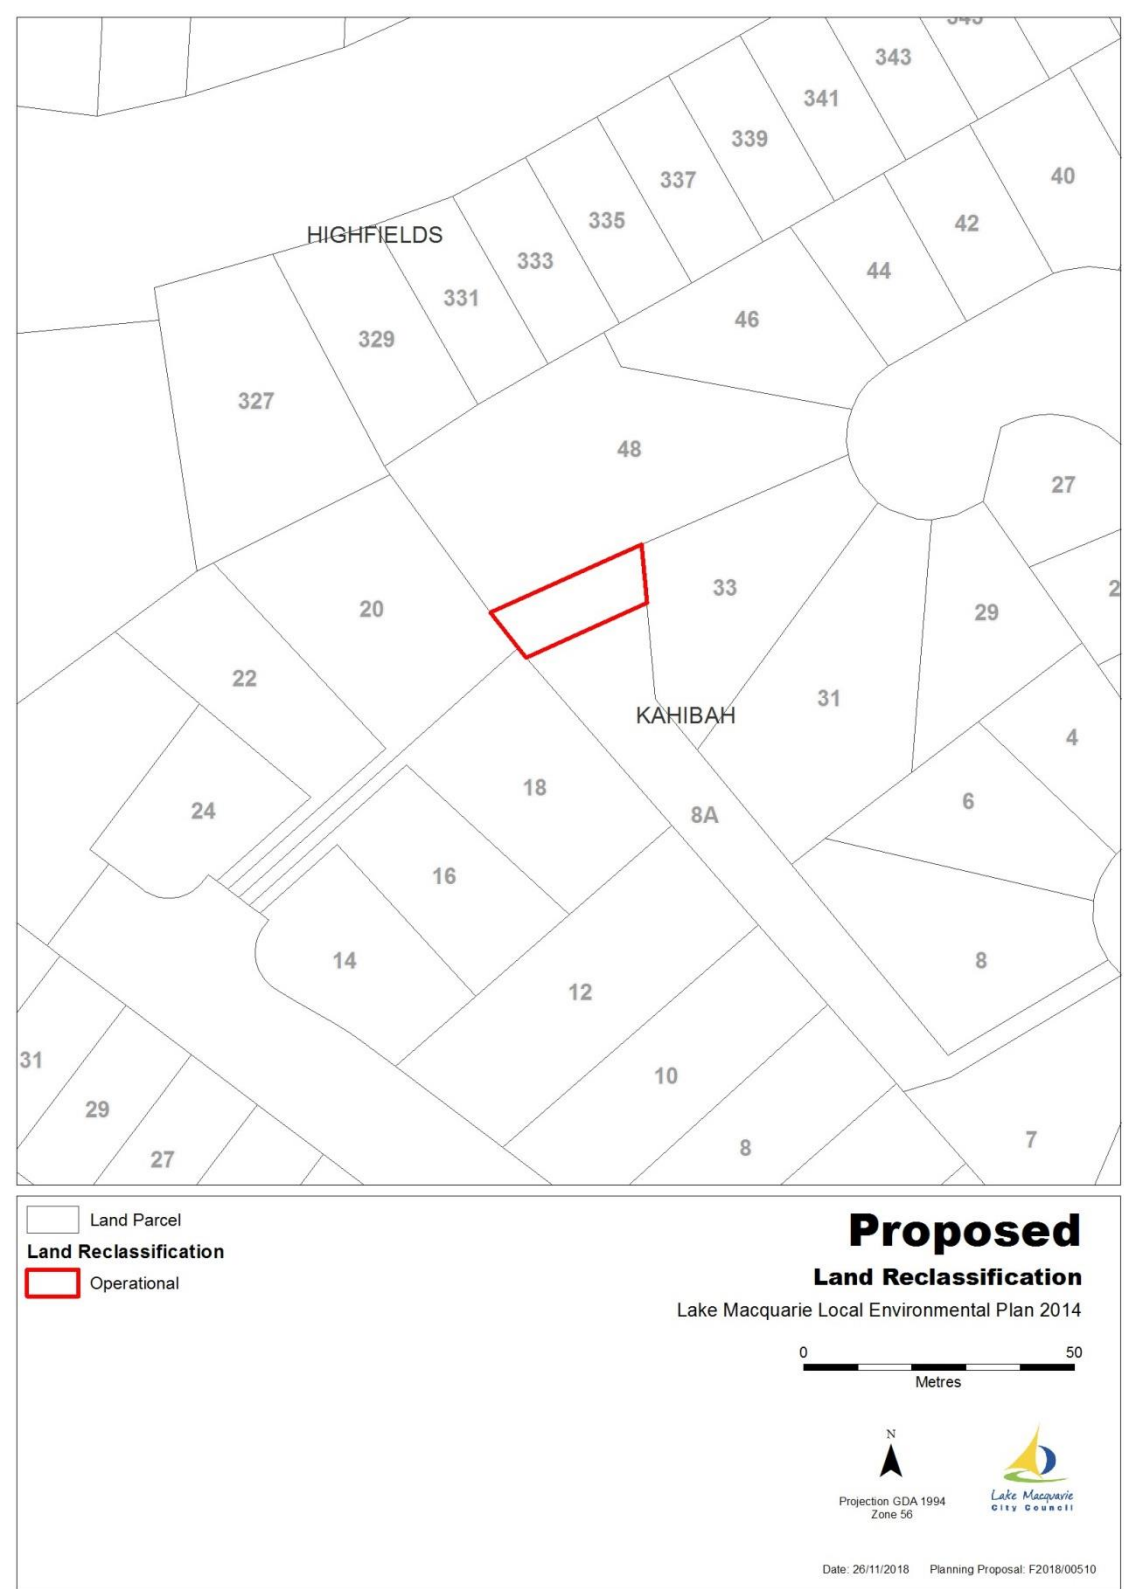 345
343
341
339
337
335
333
331
329
327
HIGHFIELDS
40
42
44
46
48
27
2
20
33
29
22
31
KAHIBAH
4
18
24
8A
6
16
14
12
8
31
10
29
27
8
7
Land Parcel
Land Reclassification
Operational
Proposed
Land Reclassification
Lake Macquarie Local Environmental Plan 2014
0 50
Metres
N
Projection GDA 1994
Zone 56
Lake Macquarie
City Council
Date: 26/11/2018 Planning Proposal: F2018/00510